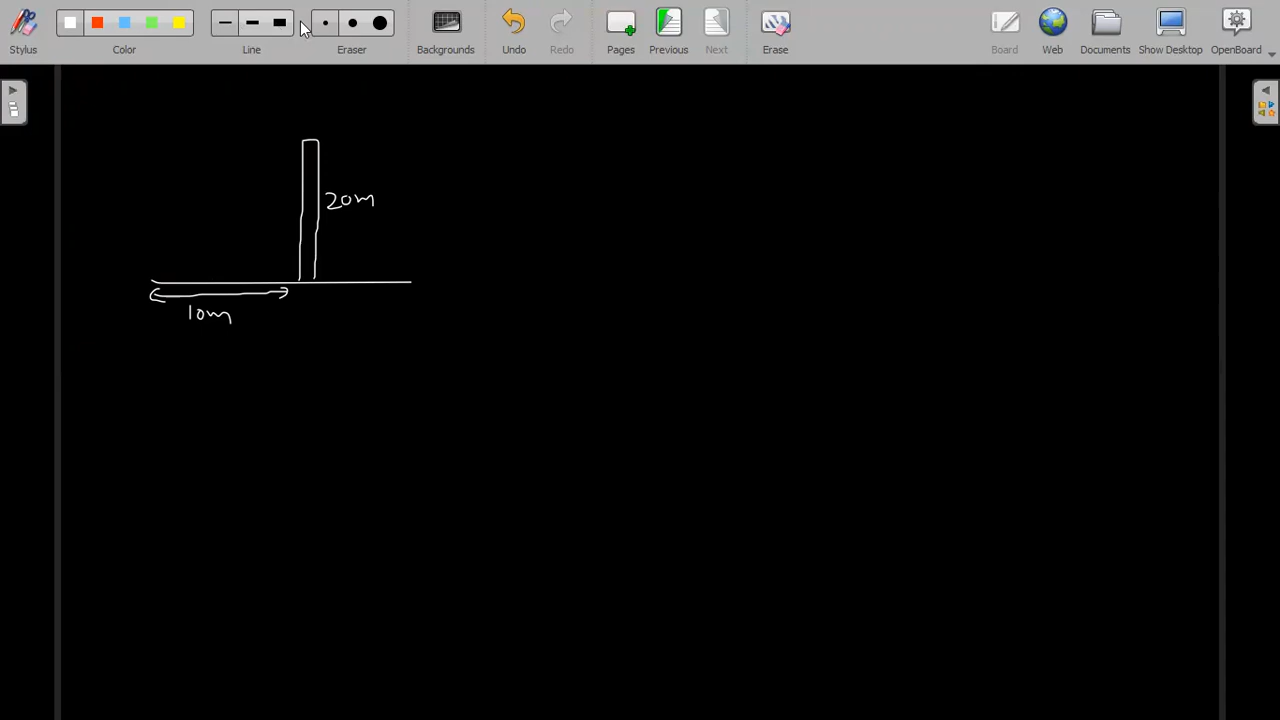 Stylus Color Line Eraser Backgrounds Undo Redo Pages Previous Next Erase Board Web Documents Show Desktop OpenBoard
20m
10m